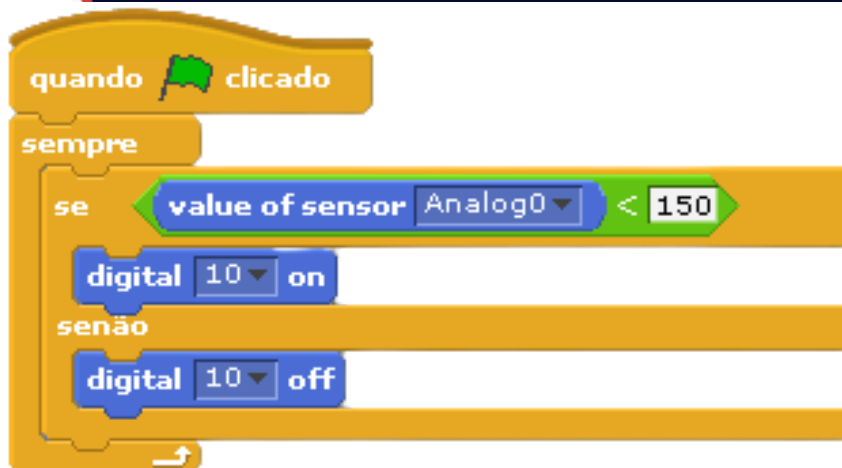 quando clicado
sempre
se value of sensor Analog0 < 150
digital 10 on
senão
digital 10 off